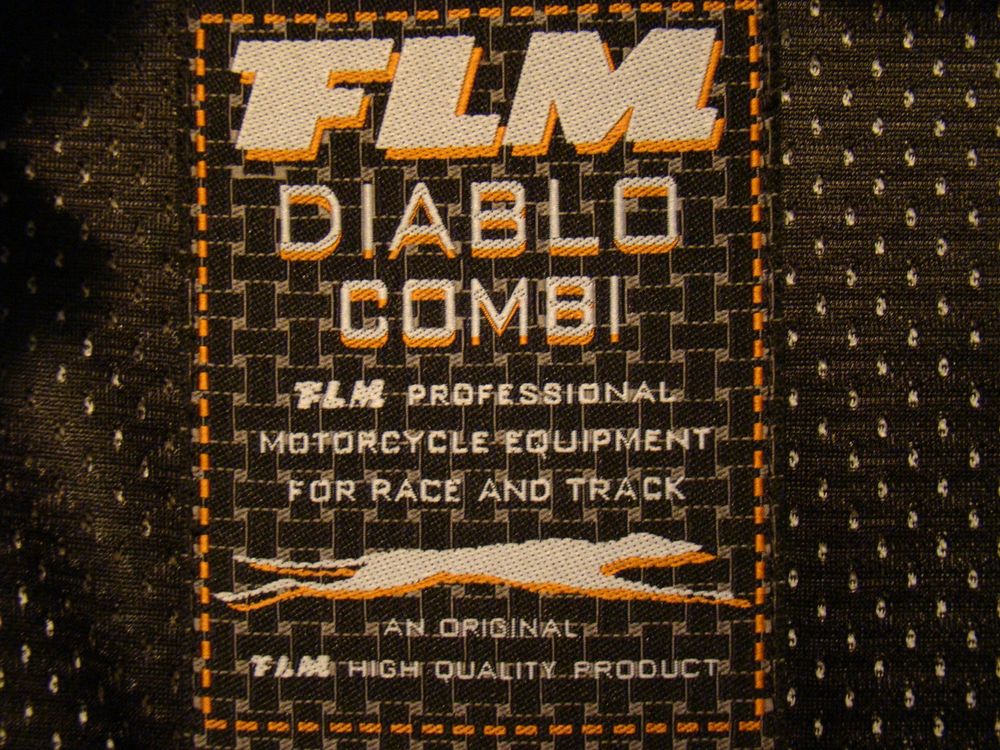 FLM
DIABLO
COMBI
FLM PROFESSIONAL
MOTORCYCLE EQUIPMENT
FOR RACE AND TRACK
AN ORIGINAL
FLM HIGH QUALITY PRODUCT